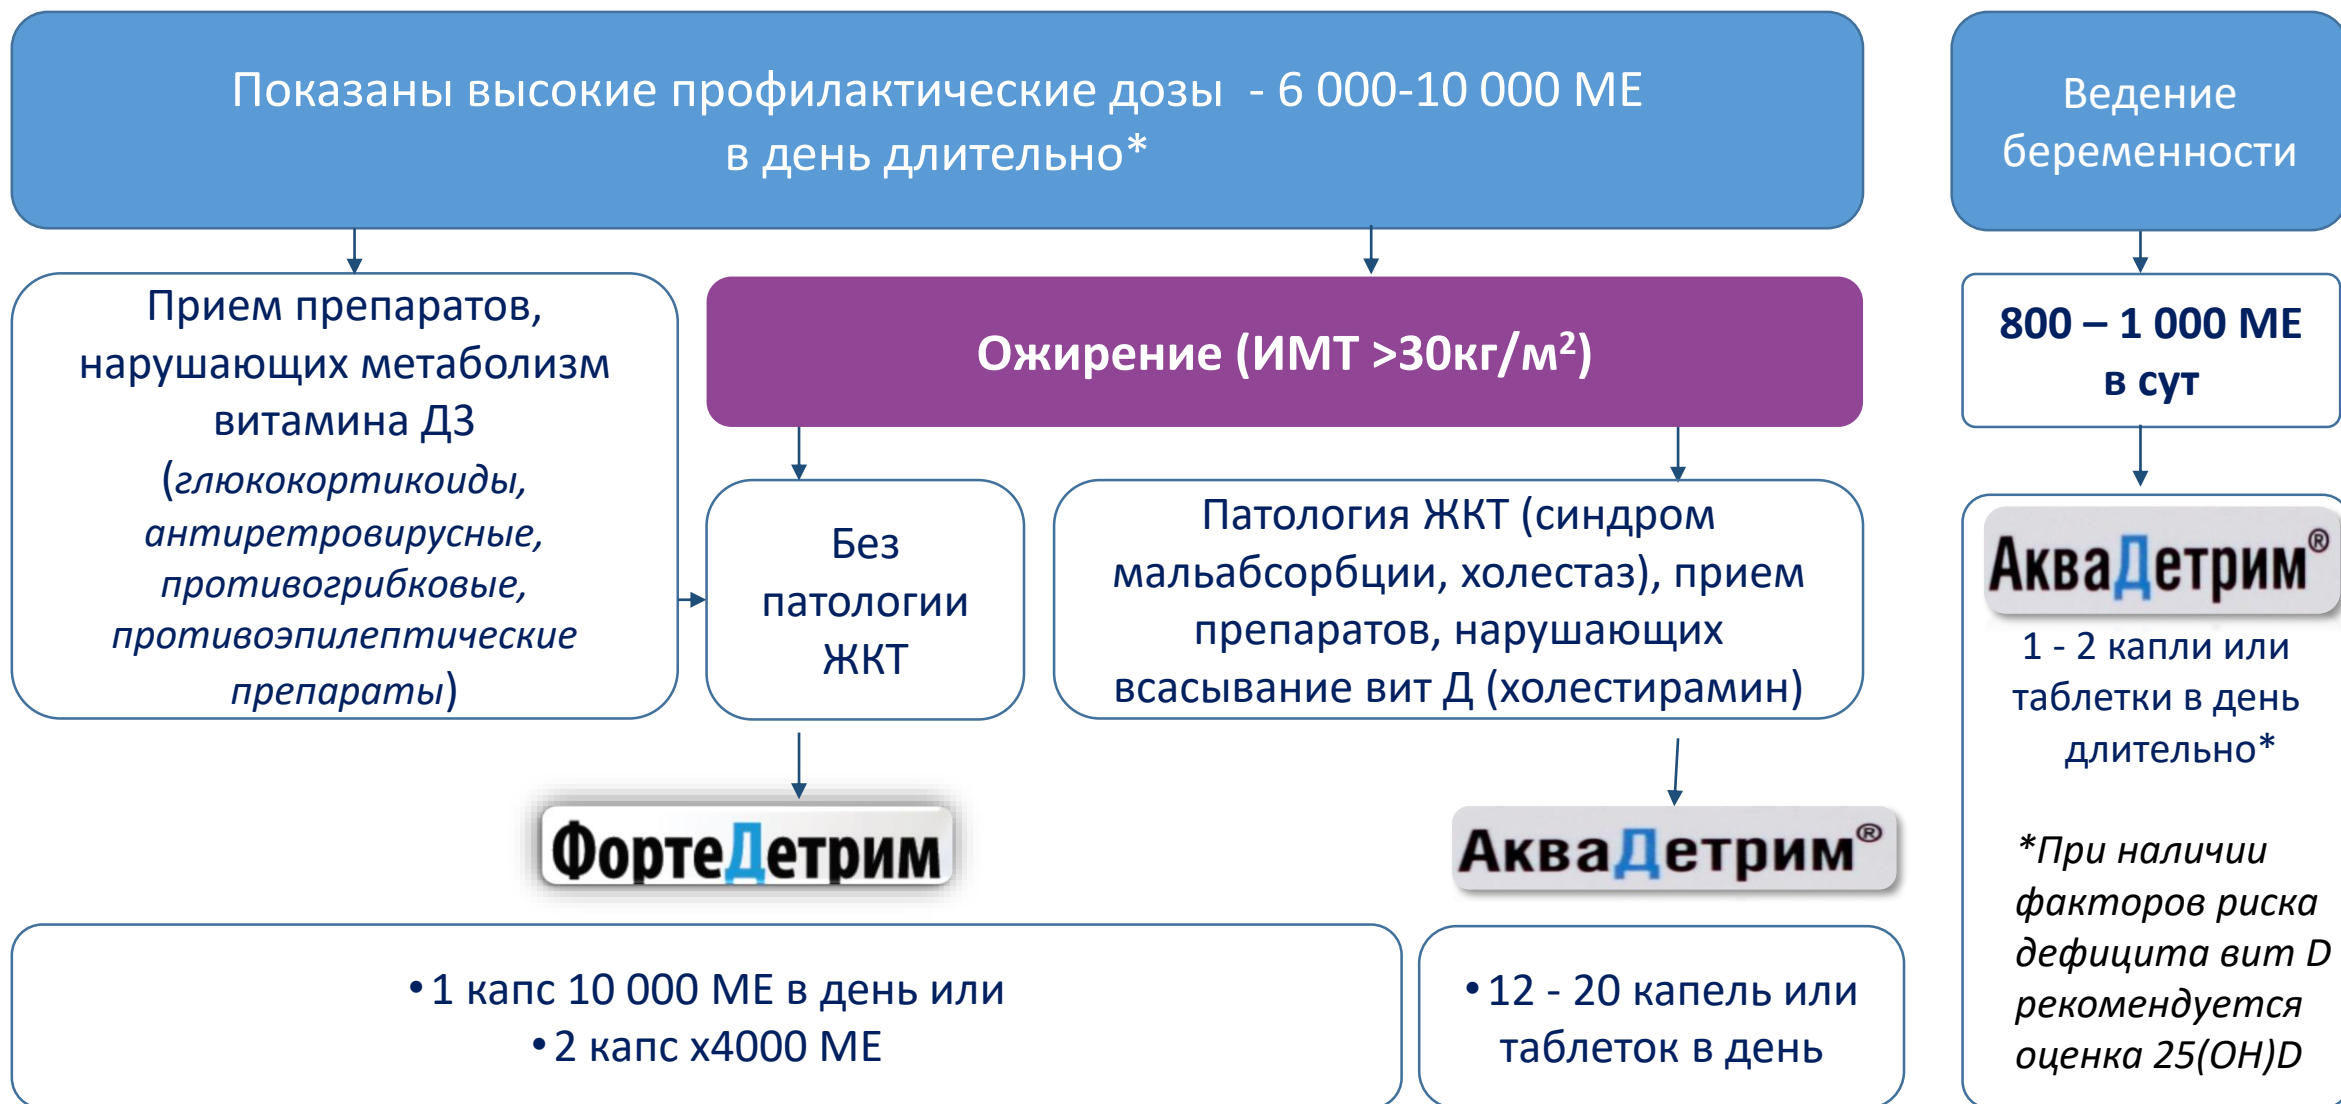 Показаны высокие профилактические дозы - 6 000-10 000 МЕ
в день длительно*
Прием препаратов,
нарушающих метаболизм
витамина Д3
(глюкокортикоиды,
антиретровирусные,
противогрибковые,
противоэпилептические
препараты)
Ожирение (ИМТ >30кг/м²)
Без
патологии
ЖКТ
Патология ЖКТ (синдром
мальабсорбции, холестаз), прием
препаратов, нарушающих
всасывание вит Д (холестирамин)
ФортеДетрим
АкваДетрим®
•1 капс 10 000 МЕ в день или
•2 капс х4000 МЕ
•12 - 20 капель или
таблеток в день
Ведение
беременности
800 – 1 000 МЕ
в сут
АкваДетрим®
1 - 2 капли или
таблетки в день
длительно*
*При наличии
факторов риска
дефицита вит D
рекомендуется
оценка 25(OH)D